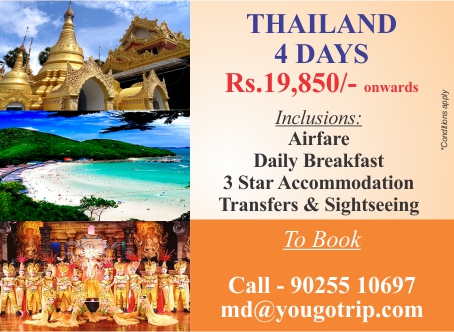 THAILAND
4 DAYS
Rs.19,850/- onwards
Inclusions:
Airfare
Daily Breakfast
3 Star Accommodation
Transfers & Sightseeing
*Conditions apply
To Book
Call - 90255 10697
md@yougotrip.com